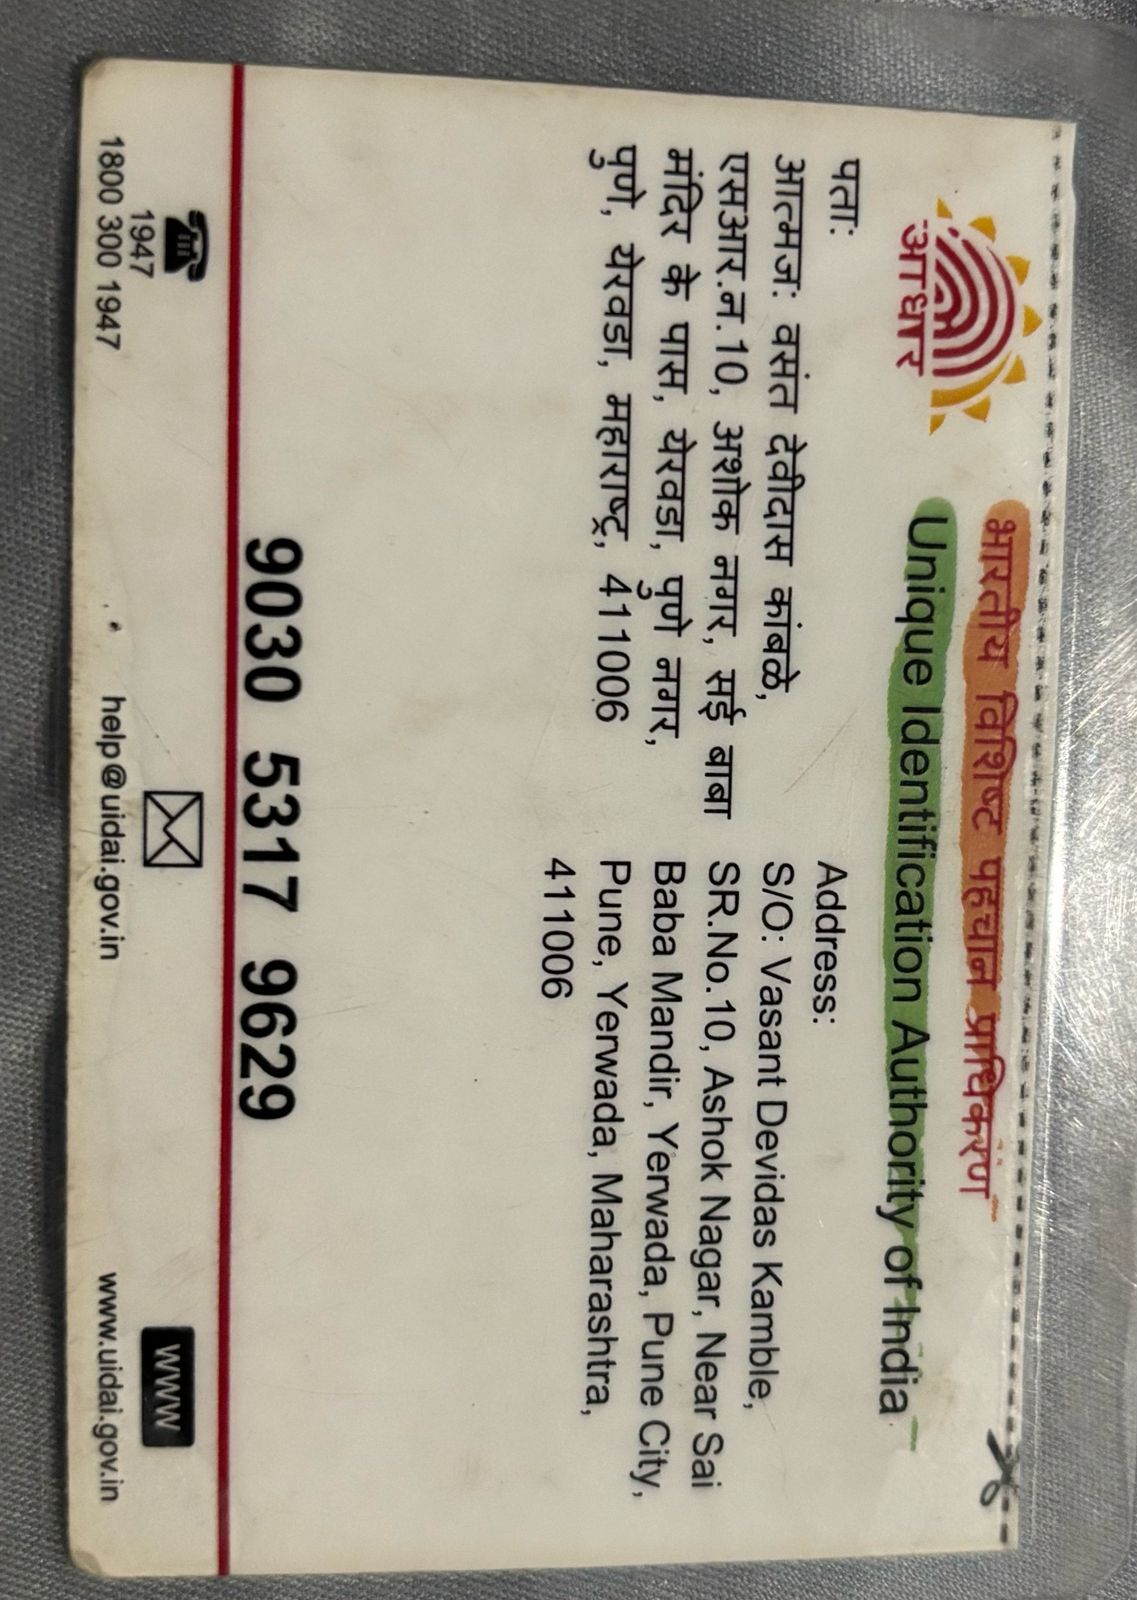 भारतीय विशिष्ट पहचान प्राधिकरण
Unique Identification Authority of India
आधार
पता:
आत्मज: वसंत देवीदास कांबळे,
एसआर.न.10, अशोक नगर, सई बाबा
मंदिर के पास, येरवडा, पुणे नगर,
पुणे, येरवडा, महाराष्ट्र, 411006
Address:
S/O: Vasant Devidas Kamble,
SR.No.10, Ashok Nagar, Near Sai
Baba Mandir, Yerwada, Pune City,
Pune, Yerwada, Maharashtra,
411006
9030 5317 9629
1947
1800 300 1947
help@uidai.gov.in
WWW
www.uidai.gov.in